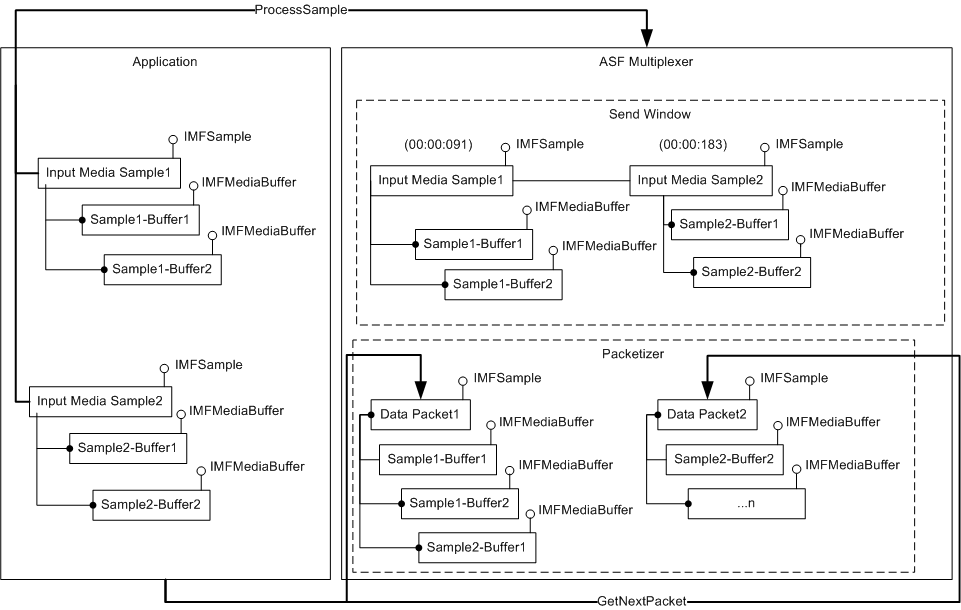 ProcessSample
Application
IMFSample
Input Media Sample1
IMFMediaBuffer
Sample1-Buffer1
IMFMediaBuffer
Sample1-Buffer2
IMFSample
Input Media Sample2
IMFMediaBuffer
Sample2-Buffer1
IMFMediaBuffer
Sample2-Buffer2
ASF Multiplexer
Send Window
(00:00:091)
IMFSample
Input Media Sample1
IMFMediaBuffer
Sample1-Buffer1
IMFMediaBuffer
Sample1-Buffer2
(00:00:183)
IMFSample
Input Media Sample2
IMFMediaBuffer
Sample2-Buffer1
IMFMediaBuffer
Sample2-Buffer2
Packetizer
IMFSample
Data Packet1
IMFMediaBuffer
Sample1-Buffer1
IMFMediaBuffer
Sample1-Buffer2
IMFMediaBuffer
Sample2-Buffer1
IMFSample
Data Packet2
IMFMediaBuffer
Sample2-Buffer2
IMFMediaBuffer
...n
GetNextPacket